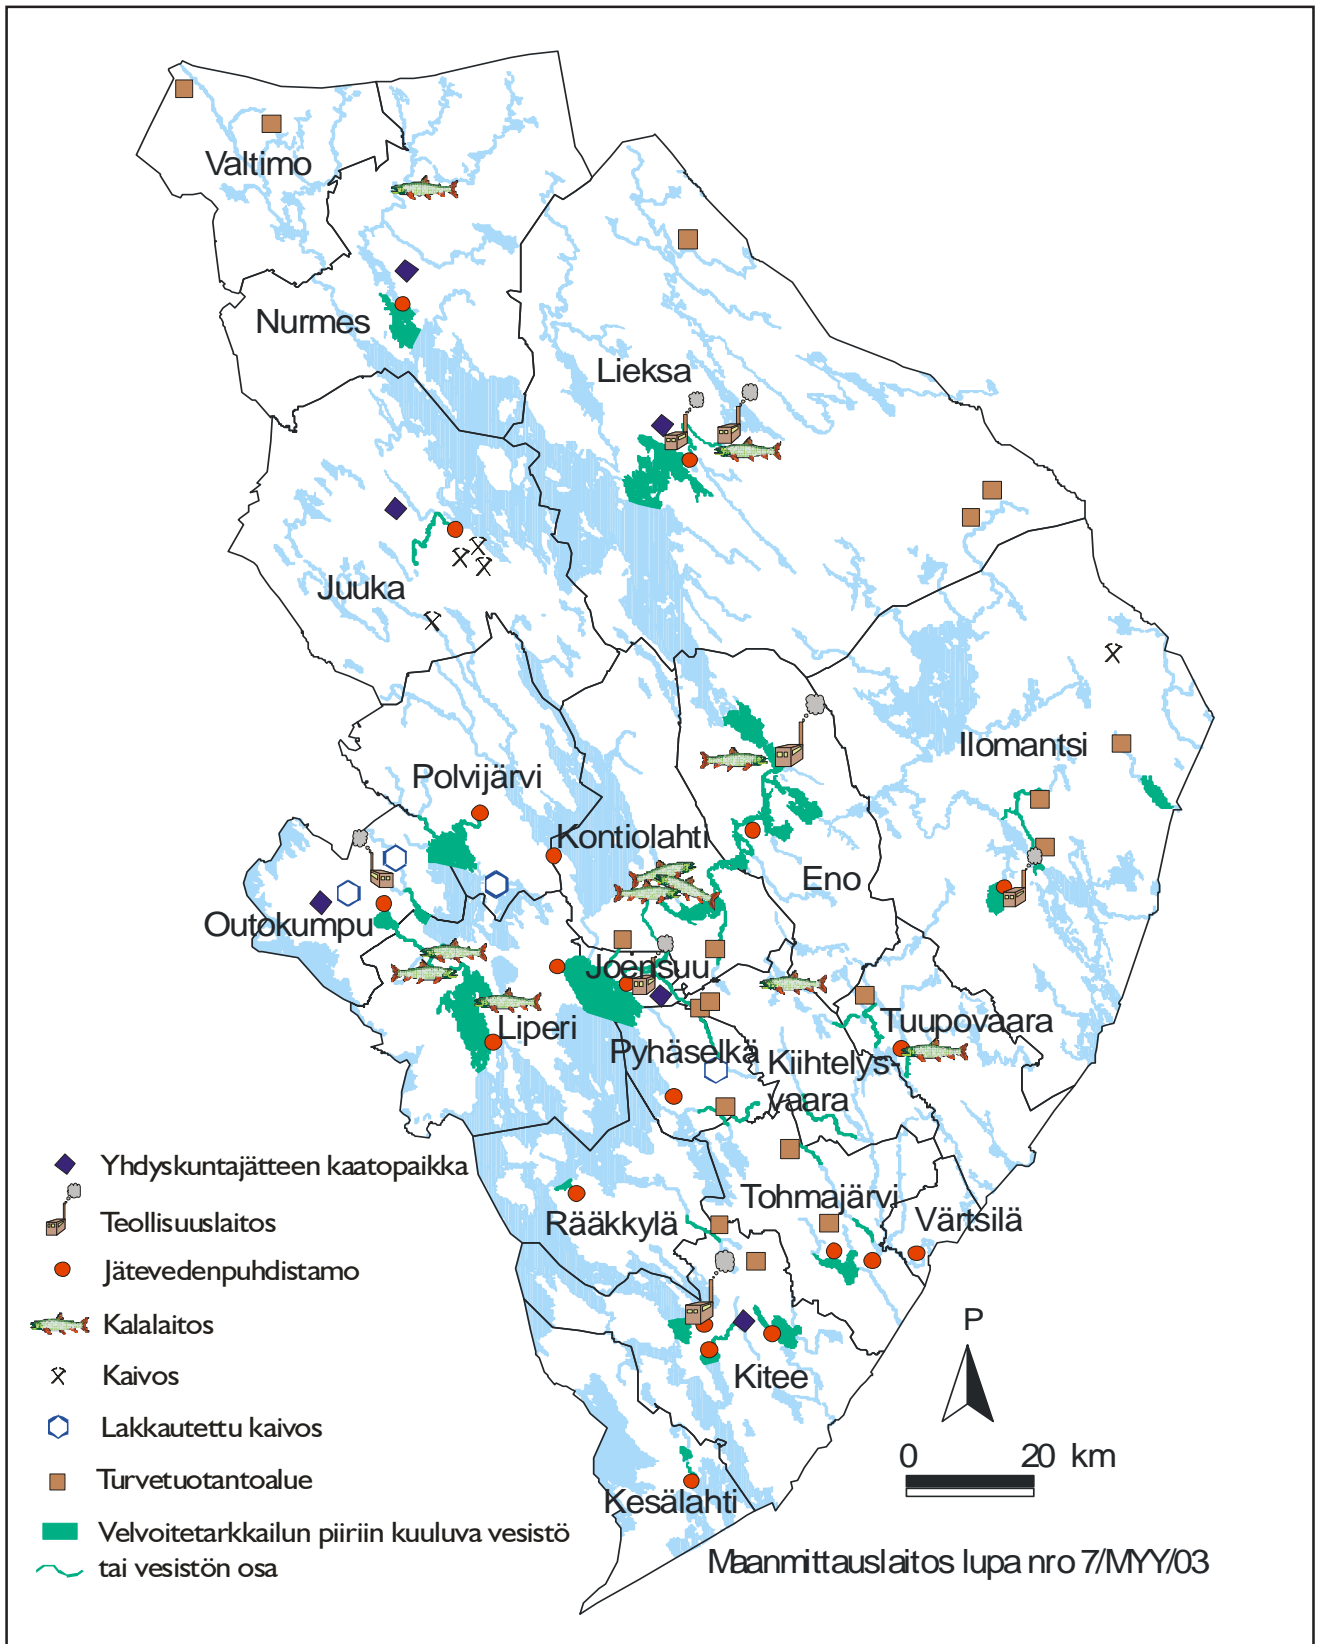 Valtimo
Nurmes
Lieksa
Juuka
Ilomantsi
Polvijärvi
Kontiolahti
Eno
Outokumpu
Joensuu
Liperi
Tuupovaara
Pyhäselkä
Kiihtelys-
vaara
Tohmajärvi
Värtsilä
Rääkkylä
Kitee
Kesälahti
Yhdyskuntajätteen kaatopaikka
Teollisuuslaitos
Jätevedenpuhdistamo
Kalalaitos
Kaivos
Lakkautettu kaivos
Turvetuotantoalue
Velvoitetarkkailun piiriin kuuluva vesistö
tai vesistön osa
P
0 20 km
Maanmittauslaitos lupa nro 7/MYY/03